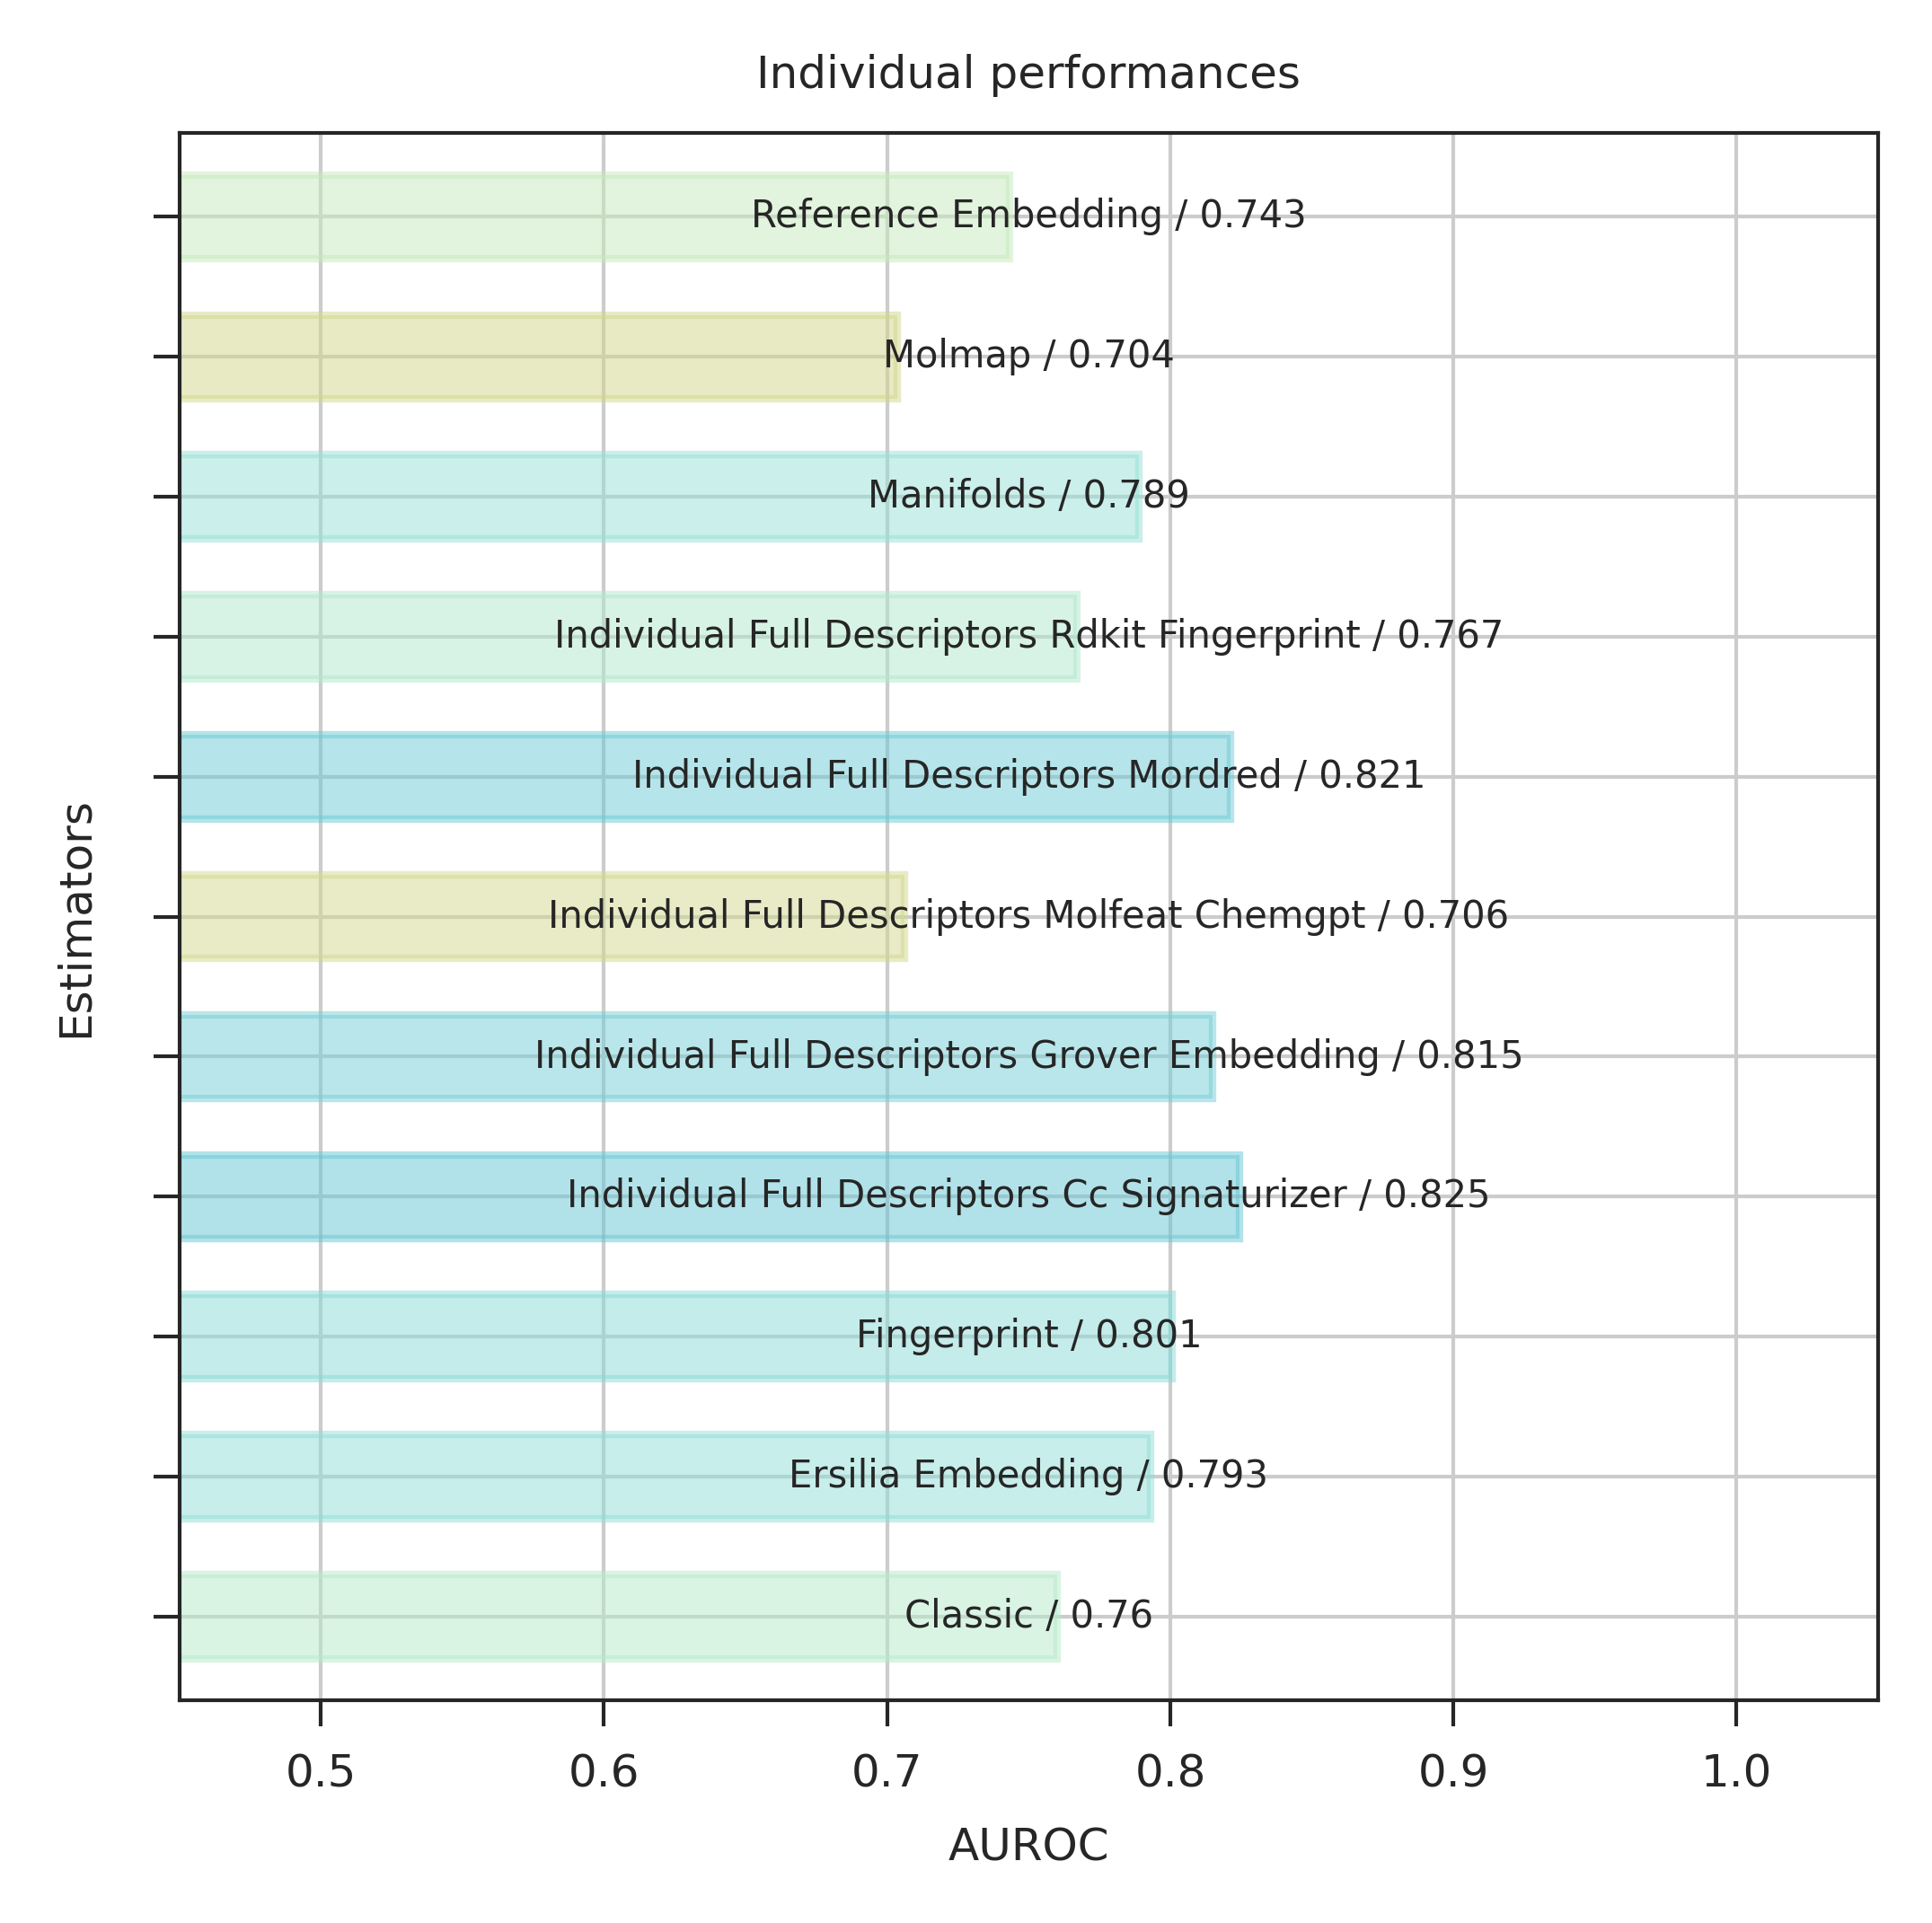 Individual performances
Reference Embedding / 0.743
Molmap / 0.704
Manifolds / 0.789
Individual Full Descriptors Rdkit Fingerprint / 0.767
Individual Full Descriptors Mordred / 0.821
Individual Full Descriptors Molfeat Chemgpt / 0.706
Individual Full Descriptors Grover Embedding / 0.815
Individual Full Descriptors Cc Signaturizer / 0.825
Fingerprint / 0.801
Ersilia Embedding / 0.793
Classic / 0.76
Estimators
0.5 0.6 0.7 0.8 0.9 1.0
AUROC